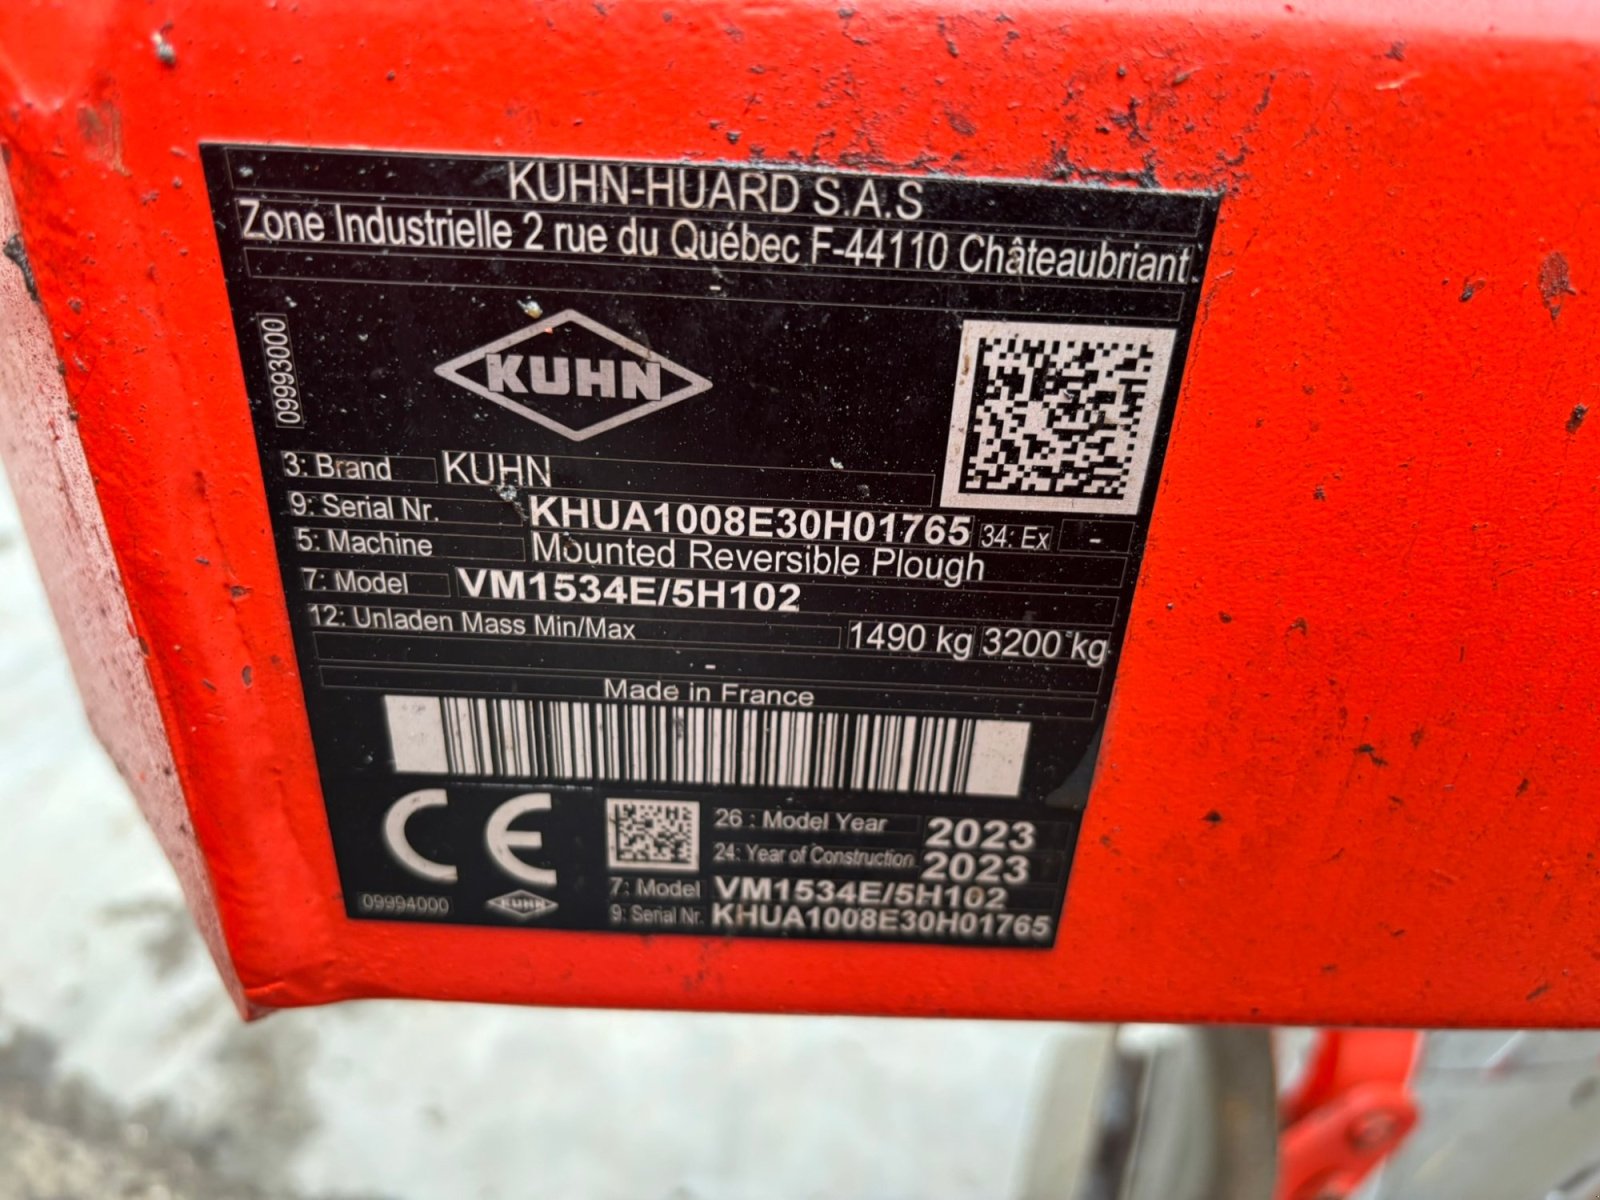 KUHN-HUARD S.A.S
Zone Industrielle 2 rue du Québec F-44110 Châteaubriant
-
09993000
KUHN
3: Brand KUHN
9: Serial Nr. KHUA1008E30H01765 34: Ex -
5: Machine Mounted Reversible Plough
7: Model VM1534E/5H102
12: Unladen Mass Min/Max 1490 kg 3200 kg
-
Made in France
CE
26 : Model Year 2023
24: Year of Construction 2023
7: Model VM1534E/5H102
9: Serial Nr. KHUA1008E30H01765
09994000
KUHN